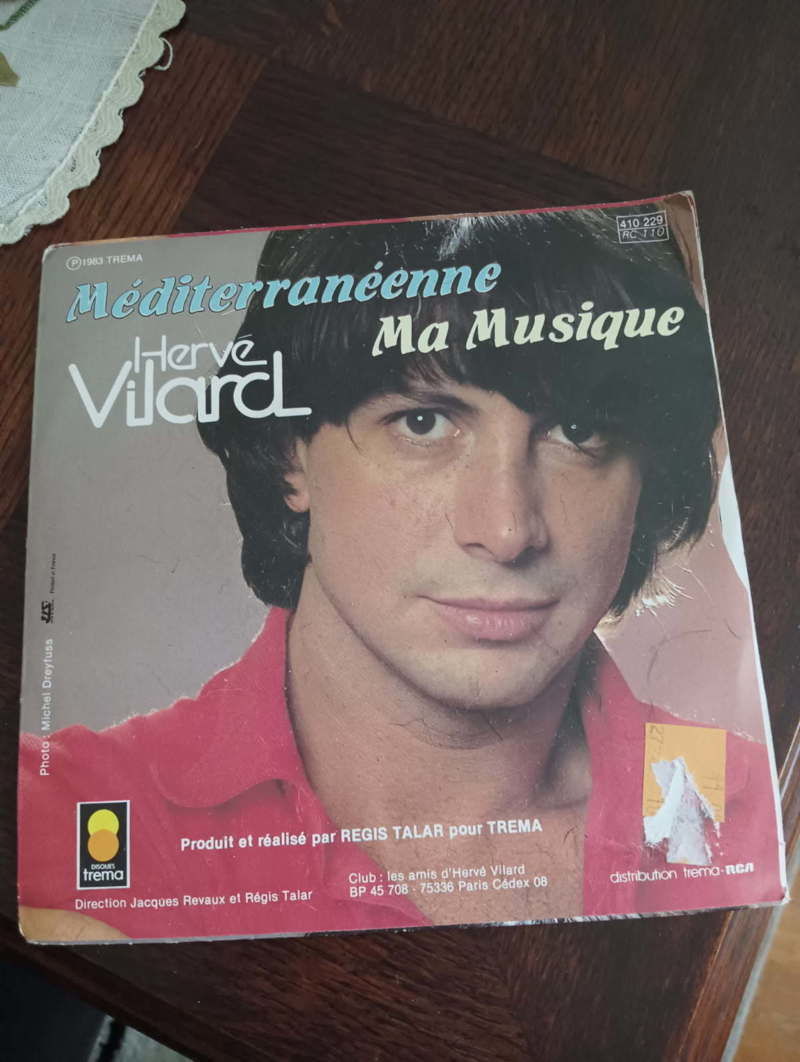 410 229
RC 110
Ⓟ1983 TREMA
Méditerranéenne
Ma Musique
Hervé
Vilard
Printed in France
Photo : Michel Dreyfuss
Produit et réalisé par REGIS TALAR pour TREMA
DISQUES
trema
Club : les amis d'Hervé Vilard
BP 45 708 - 75336 Paris Cédex 08
Direction Jacques Revaux et Régis Talar
distribution trema-RCA